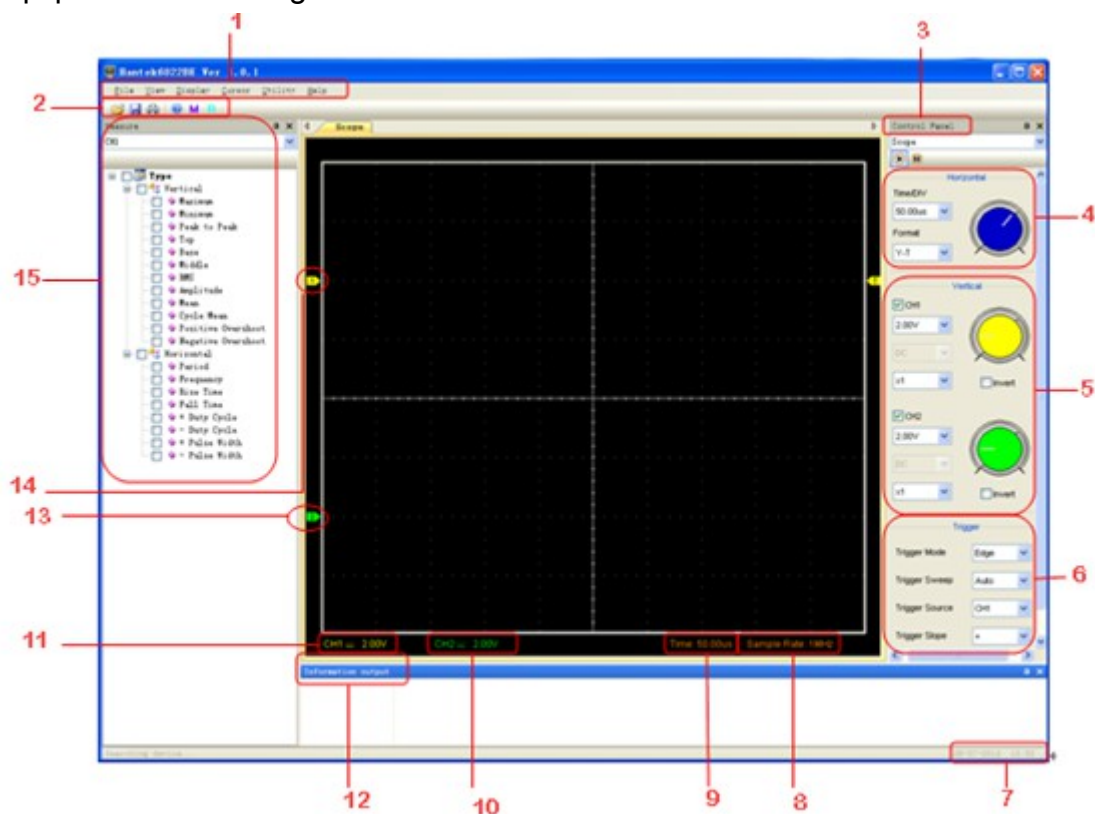 1
3
Hantek6022BE Ver 1.0.1
File View Display Cursor Utility Help
2
Measure
Scope
Control Panel
CH1
Scope
Type
Vertical
Maximum
Minimum
Peak to Peak
Top
Base
Middle
RMS
Amplitude
Mean
Cycle Mean
Positive Overshoot
Negative Overshoot
Horizontal
Period
Frequency
Rise Time
Fall Time
+ Duty Cycle
- Duty Cycle
+ Pulse Width
- Pulse Width
15
14
13
Horizontal
Time/DIV
50.00us
Format
Y-T
4
Vertical
CH1
2.00V
DC
x1
Invert
5
CH2
2.00V
DC
x1
Invert
Trigger
Trigger Mode Edge
Trigger Sweep Auto
6
Trigger Source CH1
Trigger Slope +
11
CH1 2.00V
CH2 2.00V
Time: 50.00us
Sample Rate: 1MHz
Information output
Searching device
12
10
9
8
7